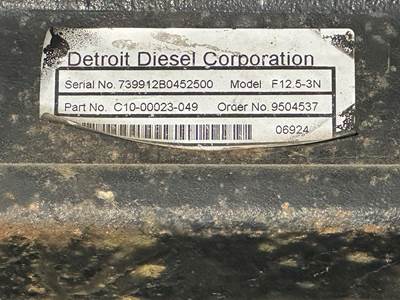 Detroit Diesel Corporation
Serial No. 739912B0452500 Model F12.5-3N
Part No. C10-00023-049 Order No. 9504537
06924